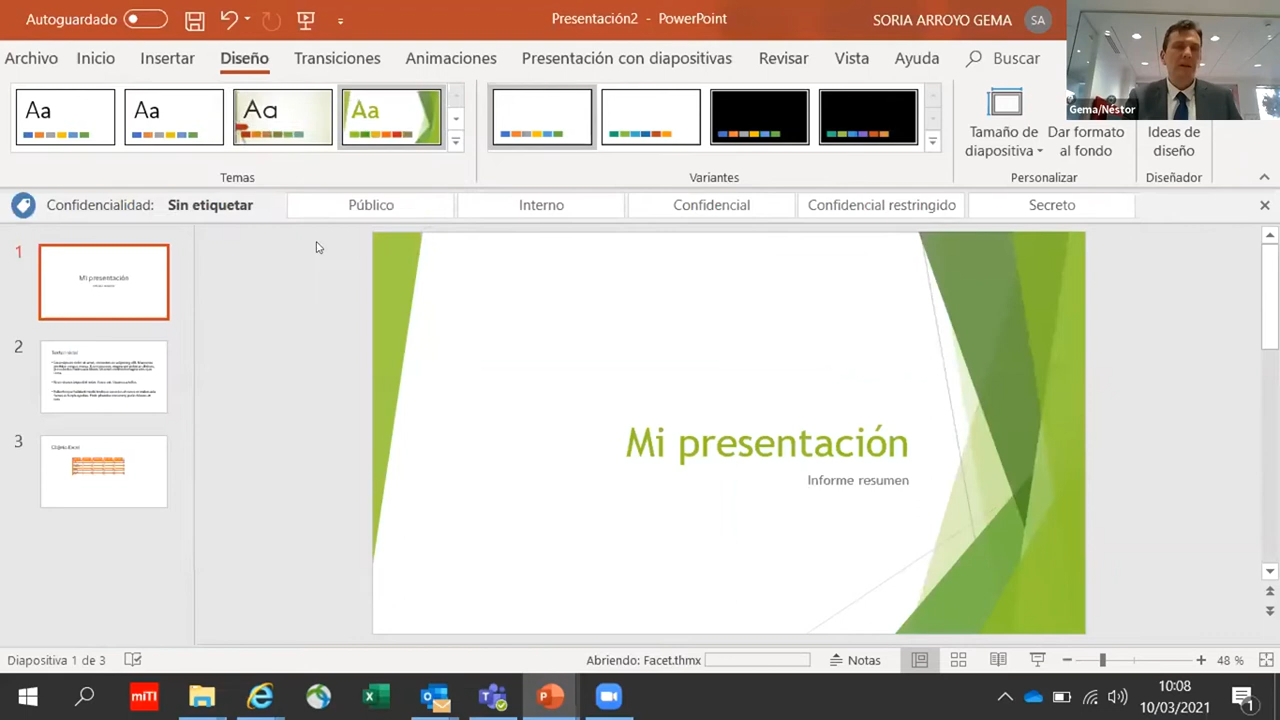 Autoguardado
Presentación2 - PowerPoint
SORIA ARROYO GEMA SA
Archivo Inicio Insertar Diseño Transiciones Animaciones Presentación con diapositivas Revisar Vista Ayuda Buscar
Gema/Néstor
Aa Aa Aa Aa
Tamaño de diapositiva
Dar formato al fondo
Ideas de diseño
Temas Variantes Personalizar Diseñador
Confidencialidad: Sin etiquetar Público Interno Confidencial Confidencial restringido Secreto
1
Mi presentación
2
3
Mi presentación
Informe resumen
Diapositiva 1 de 3 Abriendo: Facet.thmx Notas 48 %
miTI
10:08
10/03/2021
1